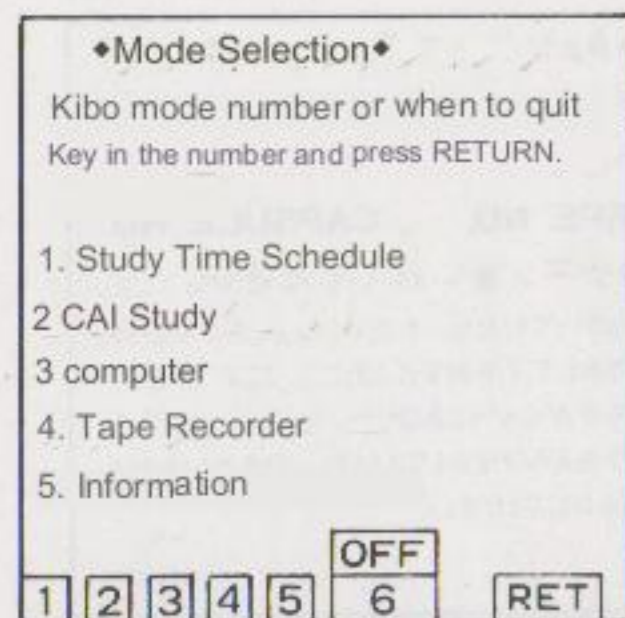 ◆Mode Selection◆
Kibo mode number or when to quit
Key in the number and press RETURN.
1. Study Time Schedule
2 CAI Study
3 computer
4. Tape Recorder
5. Information
OFF
1 2 3 4 5 6 RET